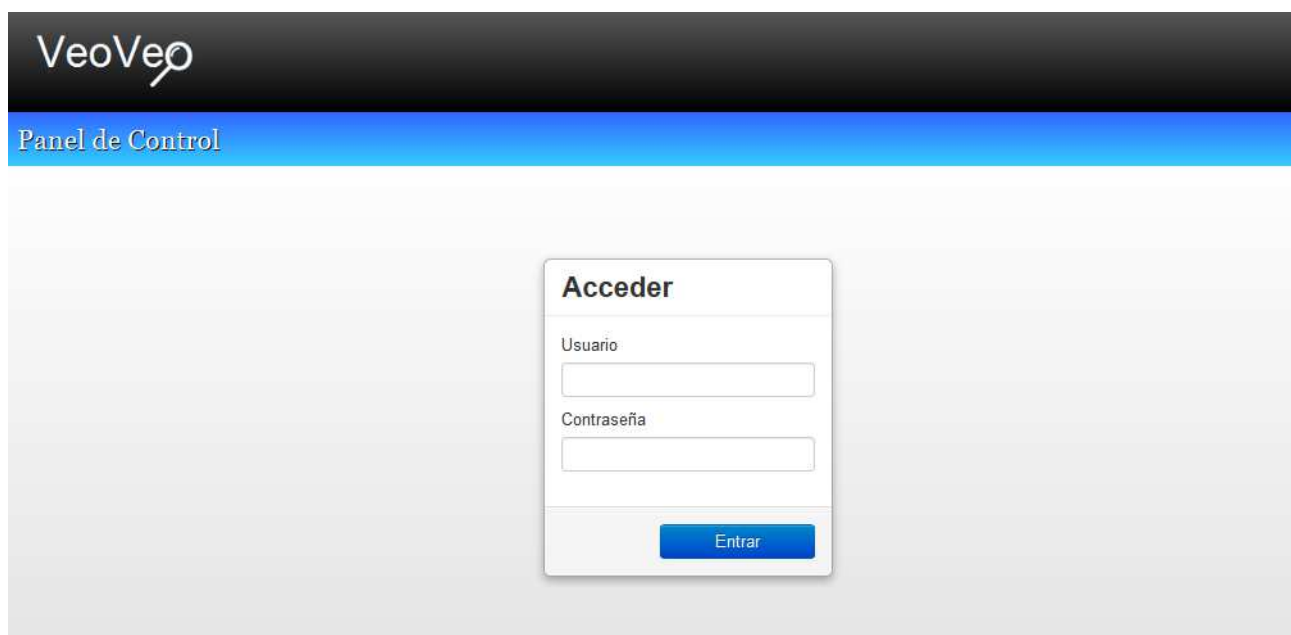 VeoVeo
Panel de Control
Acceder
Usuario
Contraseña
Entrar